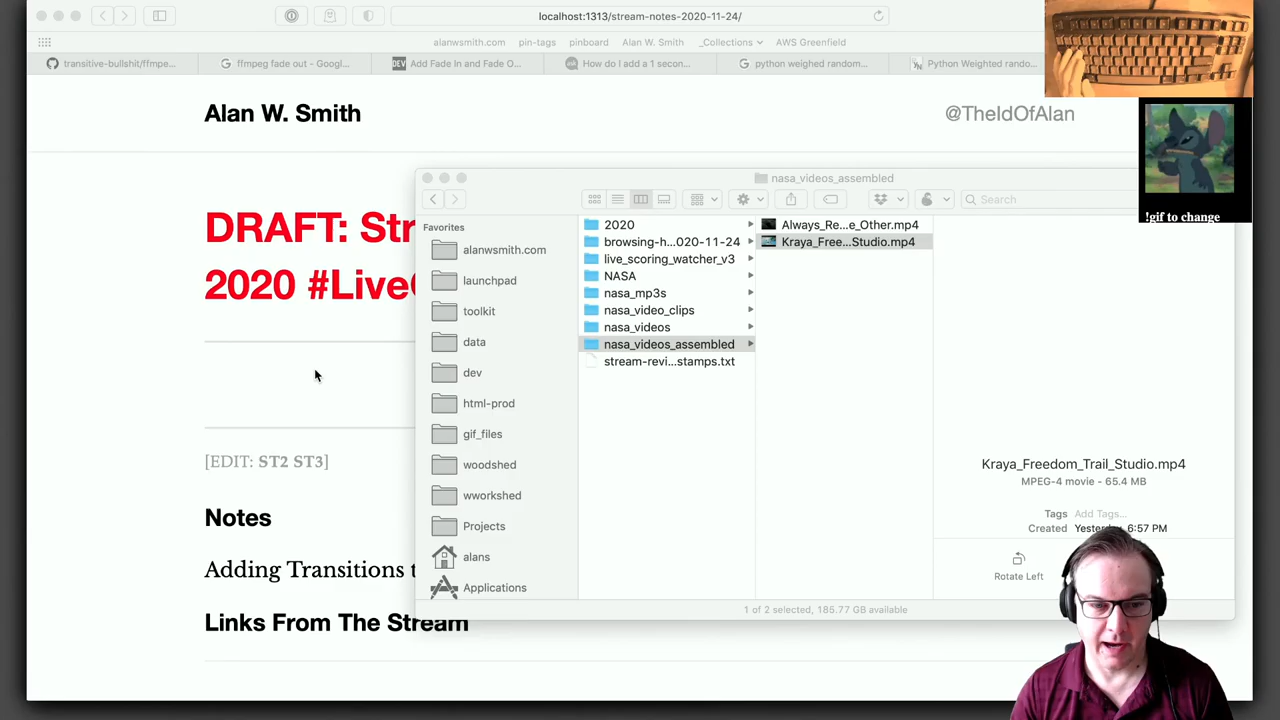 localhost:1313/stream-notes-2020-11-24/
alanwsmith.com pin-tags pinboard Alan W. Smith _Collections AWS Greenfield
transitive-bullshit/ffmpe... ffmpeg fade out - Googl... Add Fade In and Fade O... How do I add a 1 secon... python weighed random... Python Weighted rando...
Alan W. Smith
@TheIdOfAlan
!gif to change
DRAFT: Str
2020 #Live
[EDIT: ST2 ST3]
Notes
Adding Transitions t
Links From The Stream
nasa_videos_assembled
Search
Favorites
alanwsmith.com
launchpad
toolkit
data
dev
html-prod
gif_files
woodshed
wworkshed
Projects
alans
Applications
2020
browsing-h...020-11-24
live_scoring_watcher_v3
NASA
nasa_mp3s
nasa_video_clips
nasa_videos
nasa_videos_assembled
stream-revi...stamps.txt
Always_Re...e_Other.mp4
Kraya_Free...Studio.mp4
Kraya_Freedom_Trail_Studio.mp4
MPEG-4 movie - 65.4 MB
Tags Add Tags...
Created Yesterday, 6:57 PM
Rotate Left
1 of 2 selected, 185.77 GB available